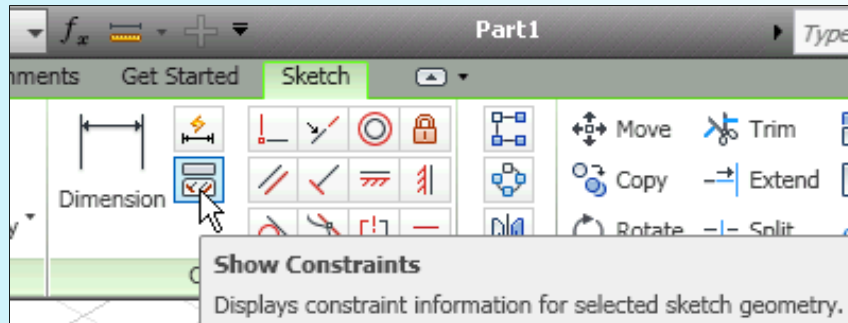 fx Part1 Type
nments Get Started Sketch
Move Trim
Dimension Copy Extend
y Rotate Split
C
Show Constraints
Displays constraint information for selected sketch geometry.